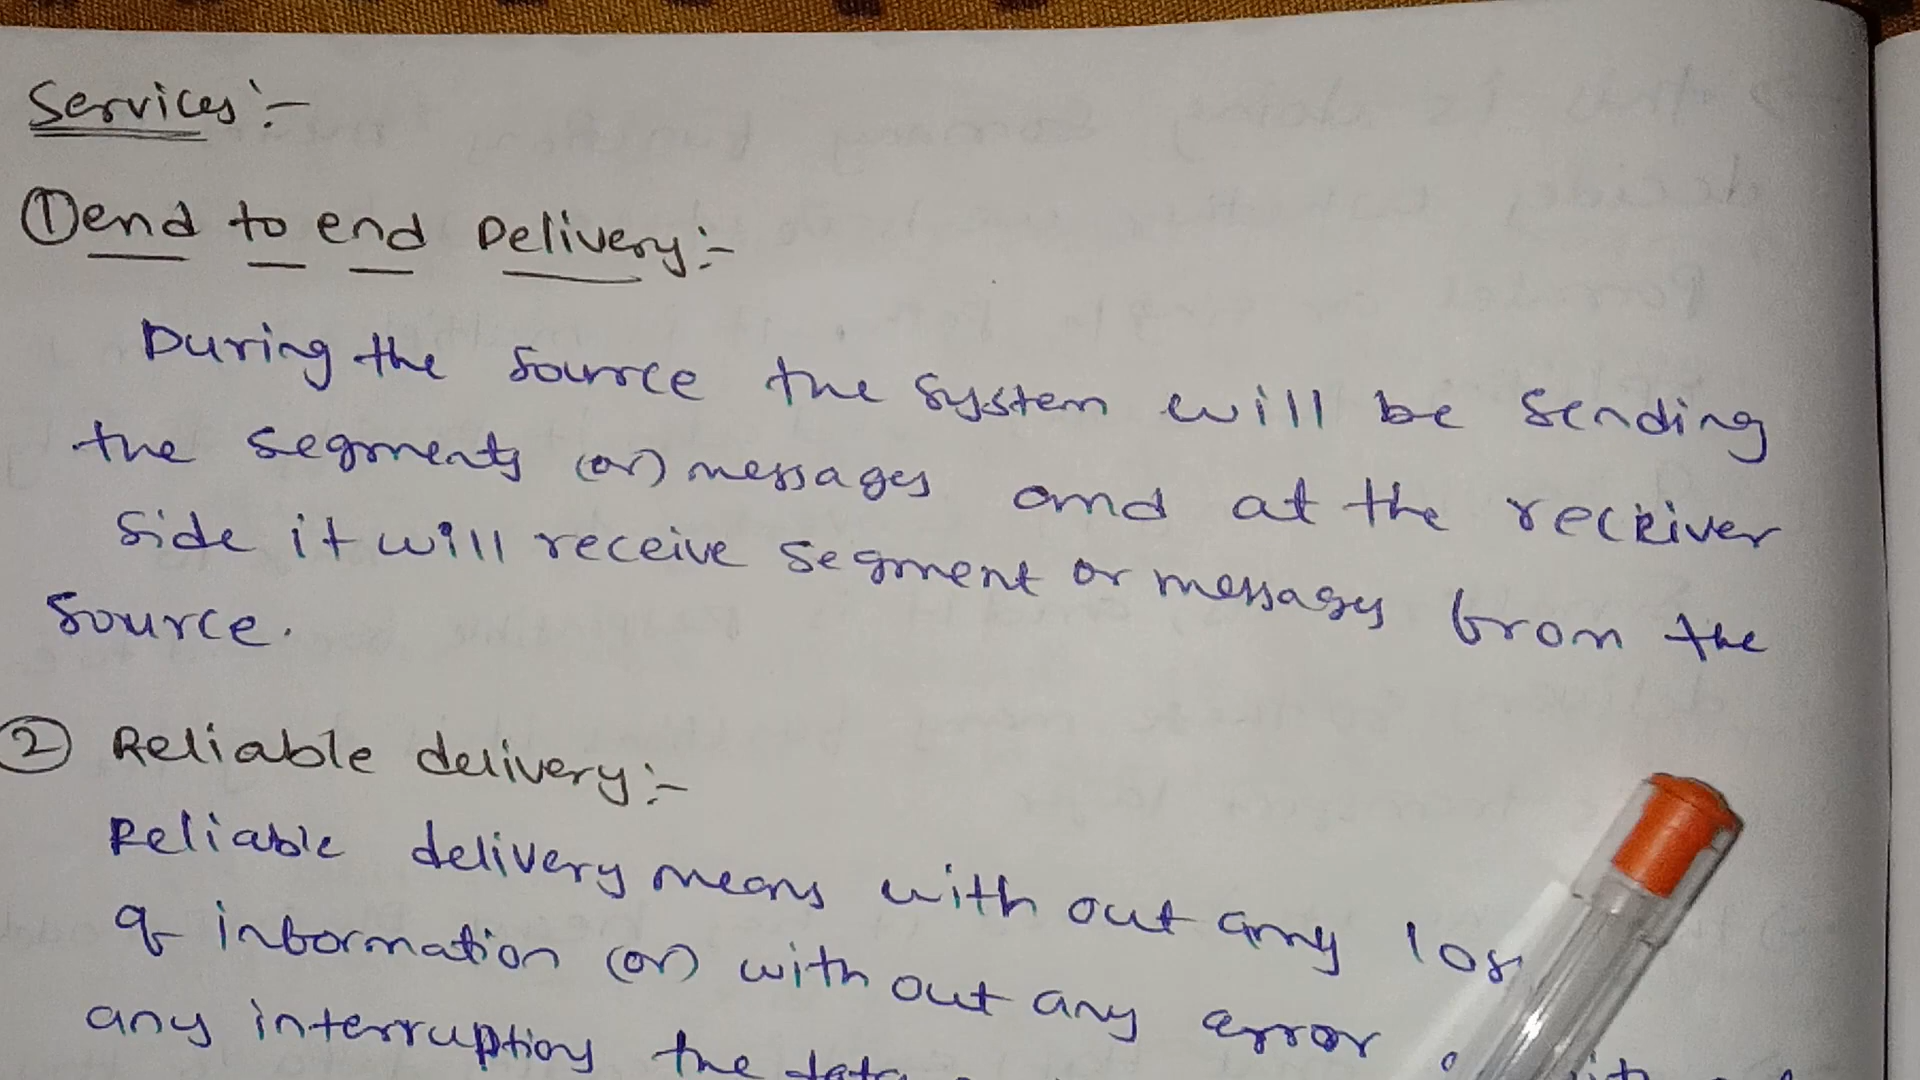 Services:-
① end to end Delivery:-
During the source the system will be sending
the segments (or) messages and at the receiver
side it will receive segment or messages from the
source.
② Reliable delivery:-
Reliable delivery means with out any los
of information (or) with out any error
any interruptions the data